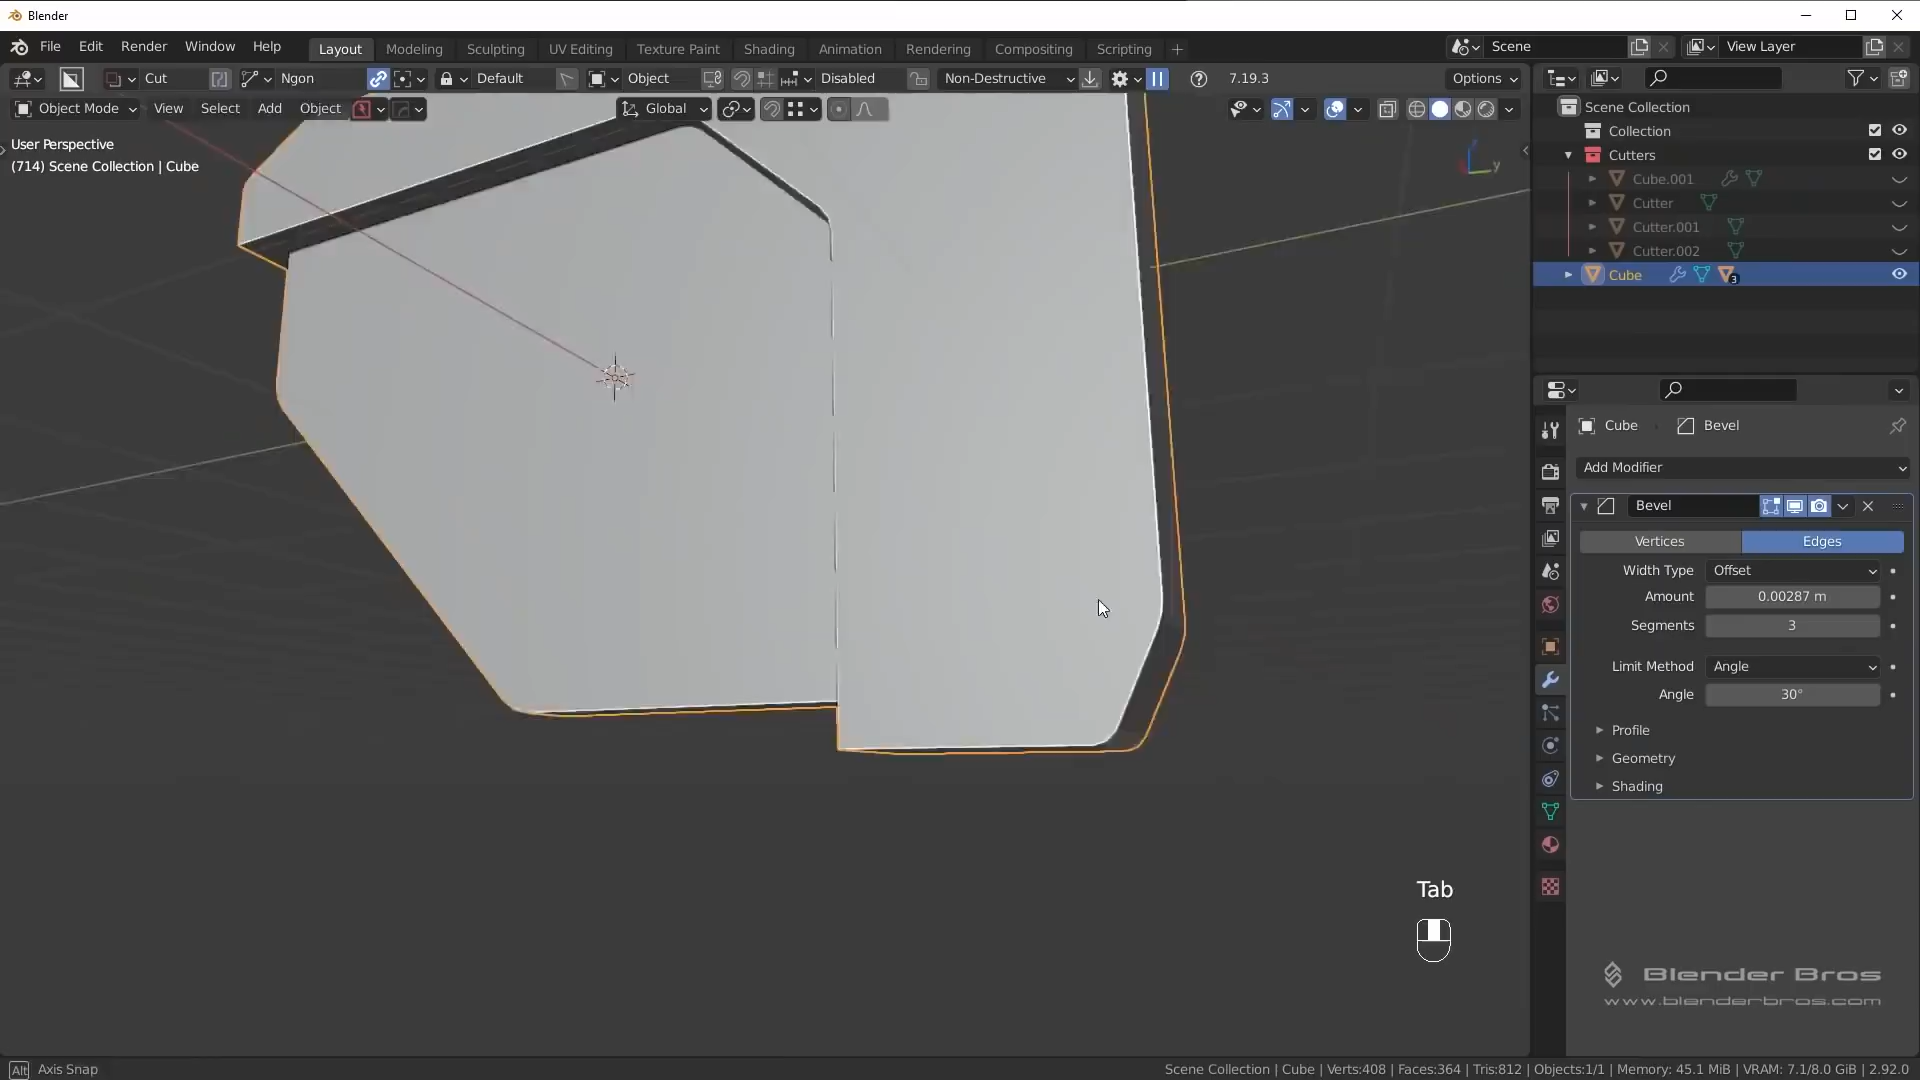 Blender
File Edit Render Window Help Layout Modeling Sculpting UV Editing Texture Paint Shading Animation Rendering Compositing Scripting + Scene View Layer
Cut Ngon Default Object Disabled Non-Destructive 7.19.3 Options
Object Mode View Select Add Object Global
User Perspective
(714) Scene Collection | Cube
Y
Scene Collection
Collection
Cutters
Cube.001
Cutter
Cutter.001
Cutter.002
Cube 3
Cube Bevel
Add Modifier
Bevel
Vertices Edges
Width Type Offset
Amount 0.00287 m
Segments 3
Limit Method Angle
Angle 30°
Profile
Geometry
Shading
Tab
Blender Bros
www.blenderbros.com
Alt Axis Snap
Scene Collection | Cube | Verts:408 | Faces:364 | Tris:812 | Objects:1/1 | Memory: 45.1 MiB | VRAM: 7.1/8.0 GiB | 2.92.0